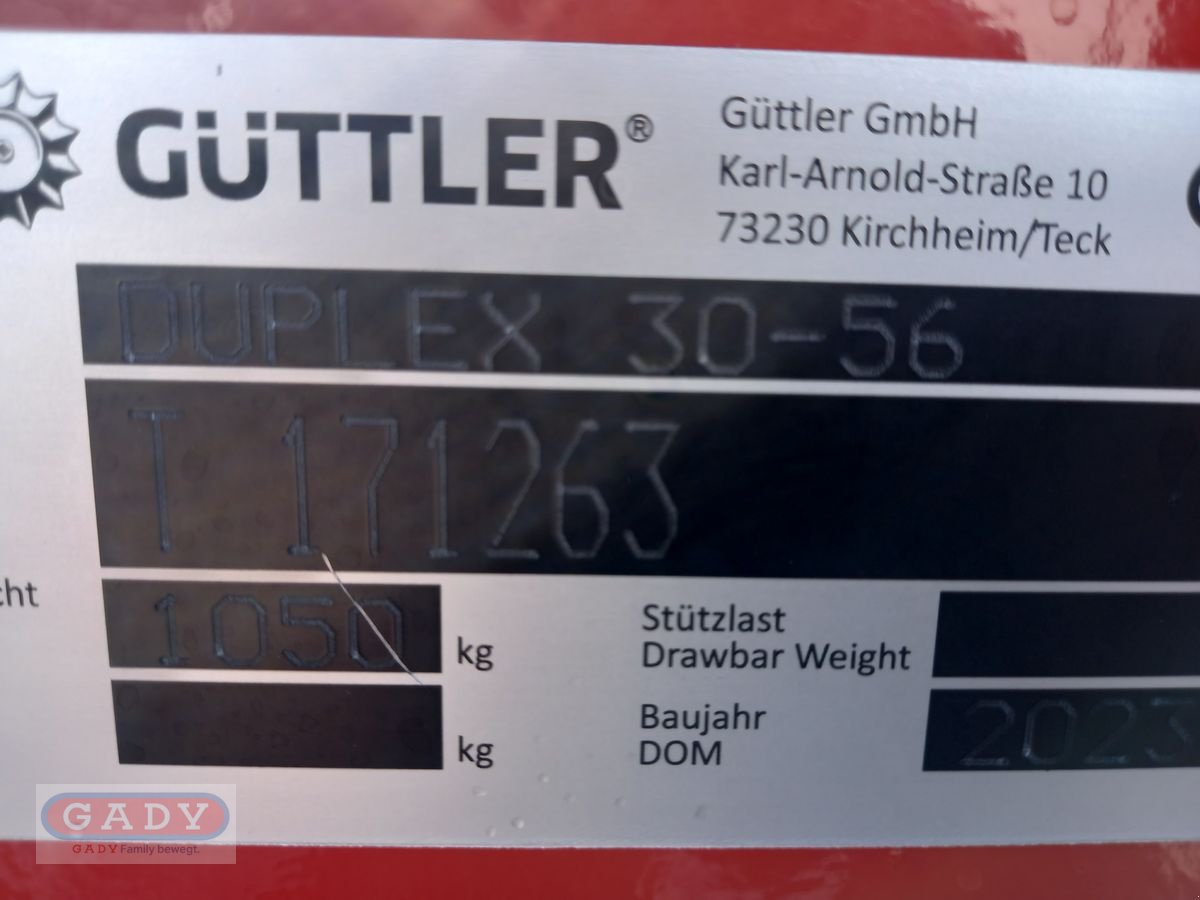 GÜTTLER®
Güttler GmbH
Karl-Arnold-Straße 10
73230 Kirchheim/Teck
DUPLEX 30-56
T 171263
1050 kg
Stützlast
Drawbar Weight
kg
Baujahr
DOM
2023
GADY
GADY Family bewegt.